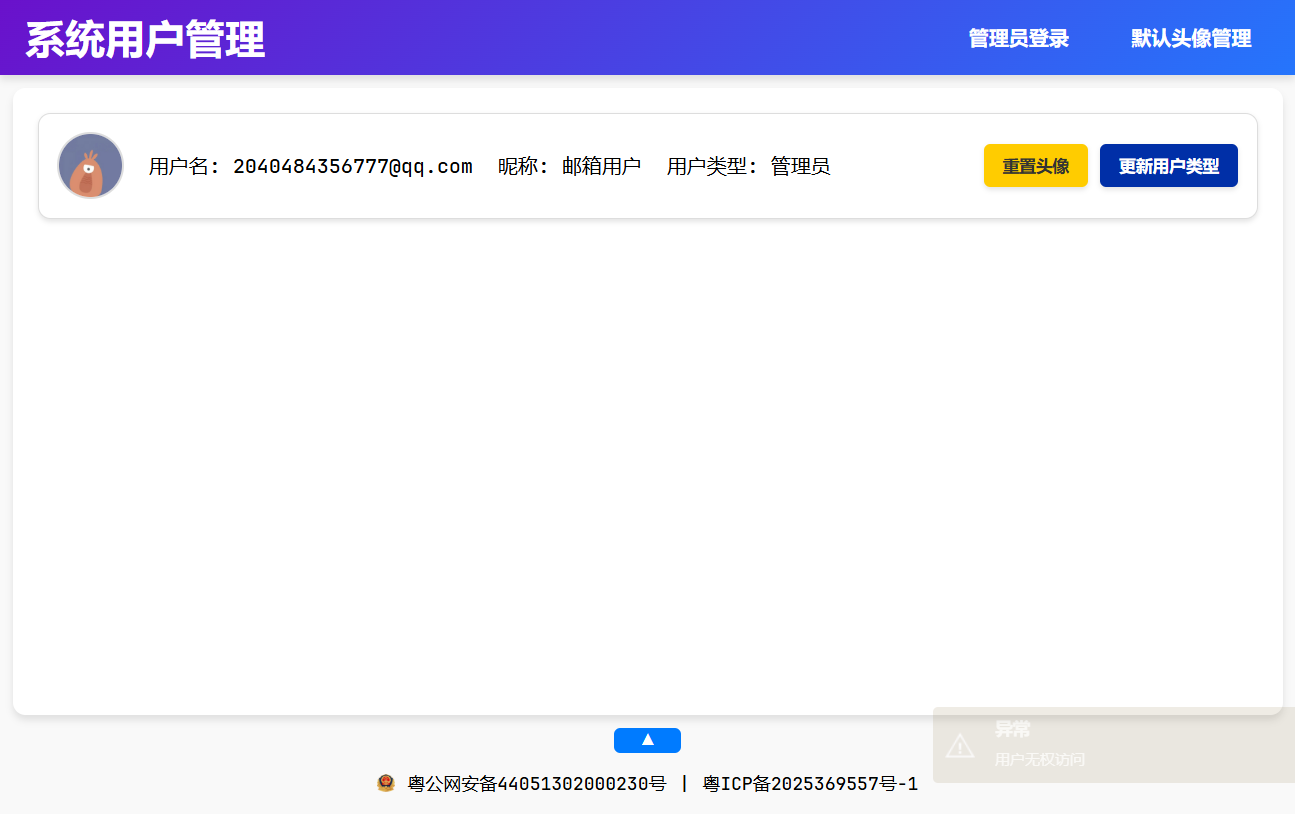 系统用户管理
管理员登录
默认头像管理
用户名: 2040484356777@qq.com 昵称: 邮箱用户 用户类型: 管理员
重置头像
更新用户类型
▲
粤公网安备44051302000230号 | 粤ICP备2025369557号-1
异常
用户无权访问